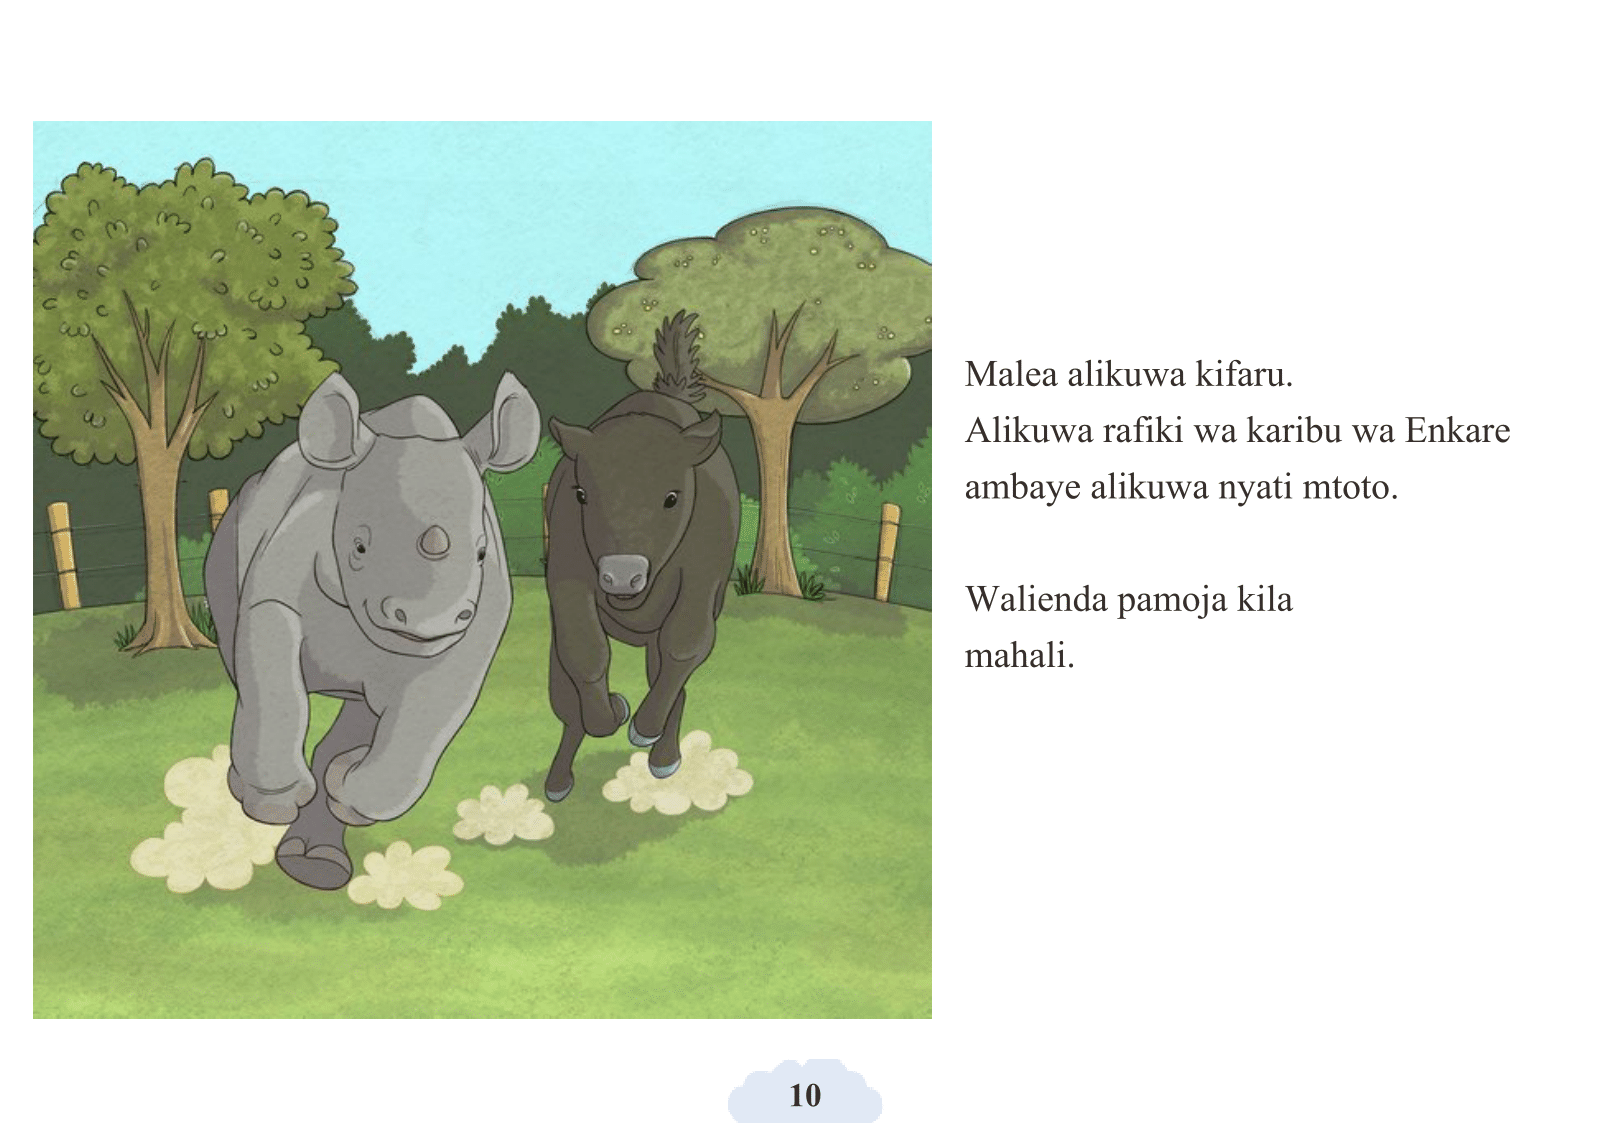 Malea alikuwa kifaru.
Alikuwa rafiki wa karibu wa Enkare
ambaye alikuwa nyati mtoto.
Walienda pamoja kila
mahali.
10